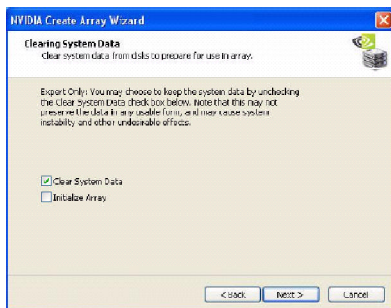 NVIDIA Create Array Wizard
Clearing System Data
Clear system data from disks to prepare for use in array.
Expert Only: You may choose to keep the system data by unchecking
the Clear System Data check box below. Note that this may not
preserve the data in any usable form, and may cause system
instability and other undesirable effects.
Clear System Data
Initialize Array
< Back
Next >
Cancel